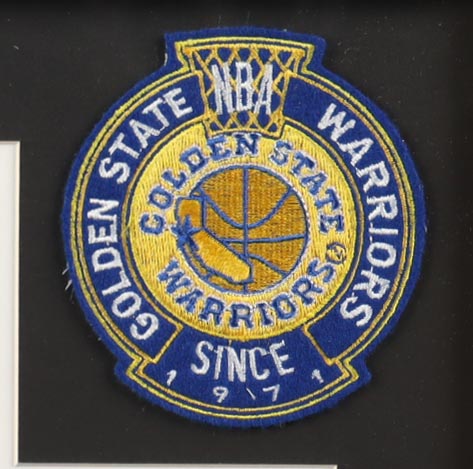 NBA
GOLDEN STATE WARRIORS
GOLDEN STATE
WARRIORS
SINCE
1971